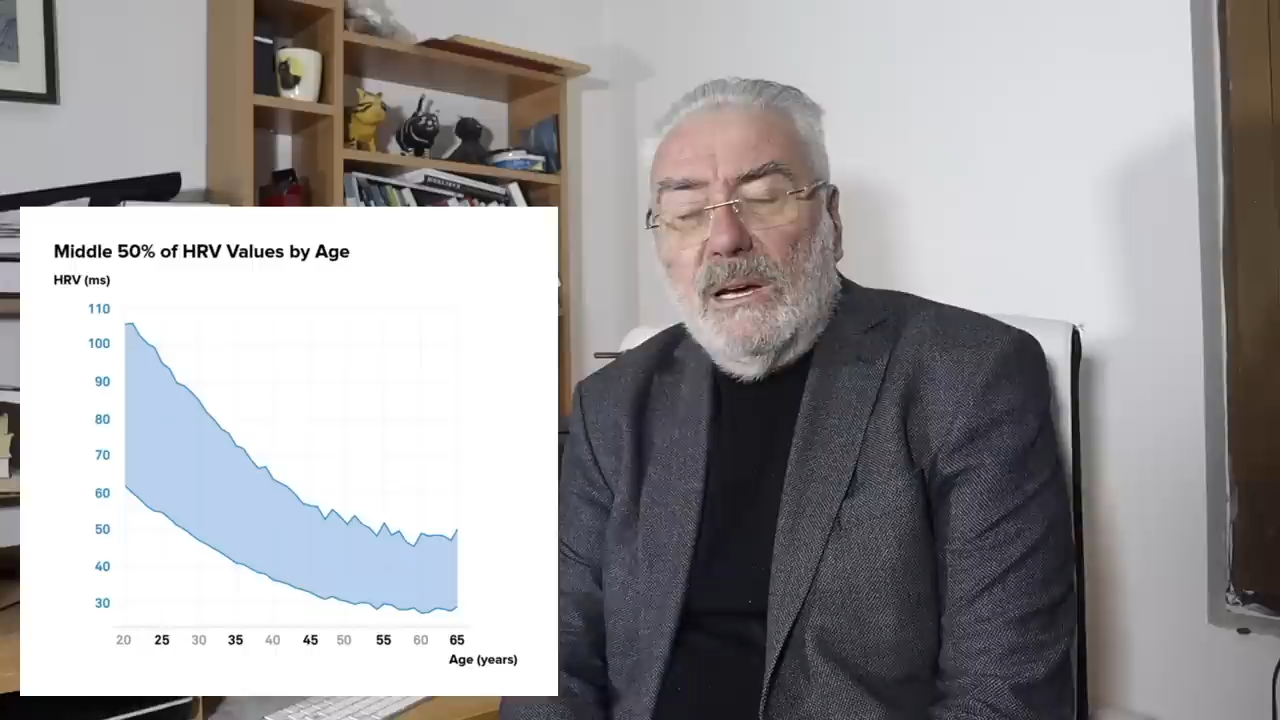 Middle 50% of HRV Values by Age
HRV (ms)
110
100
90
80
70
60
50
40
30
20 25 30 35 40 45 50 55 60 65
Age (years)